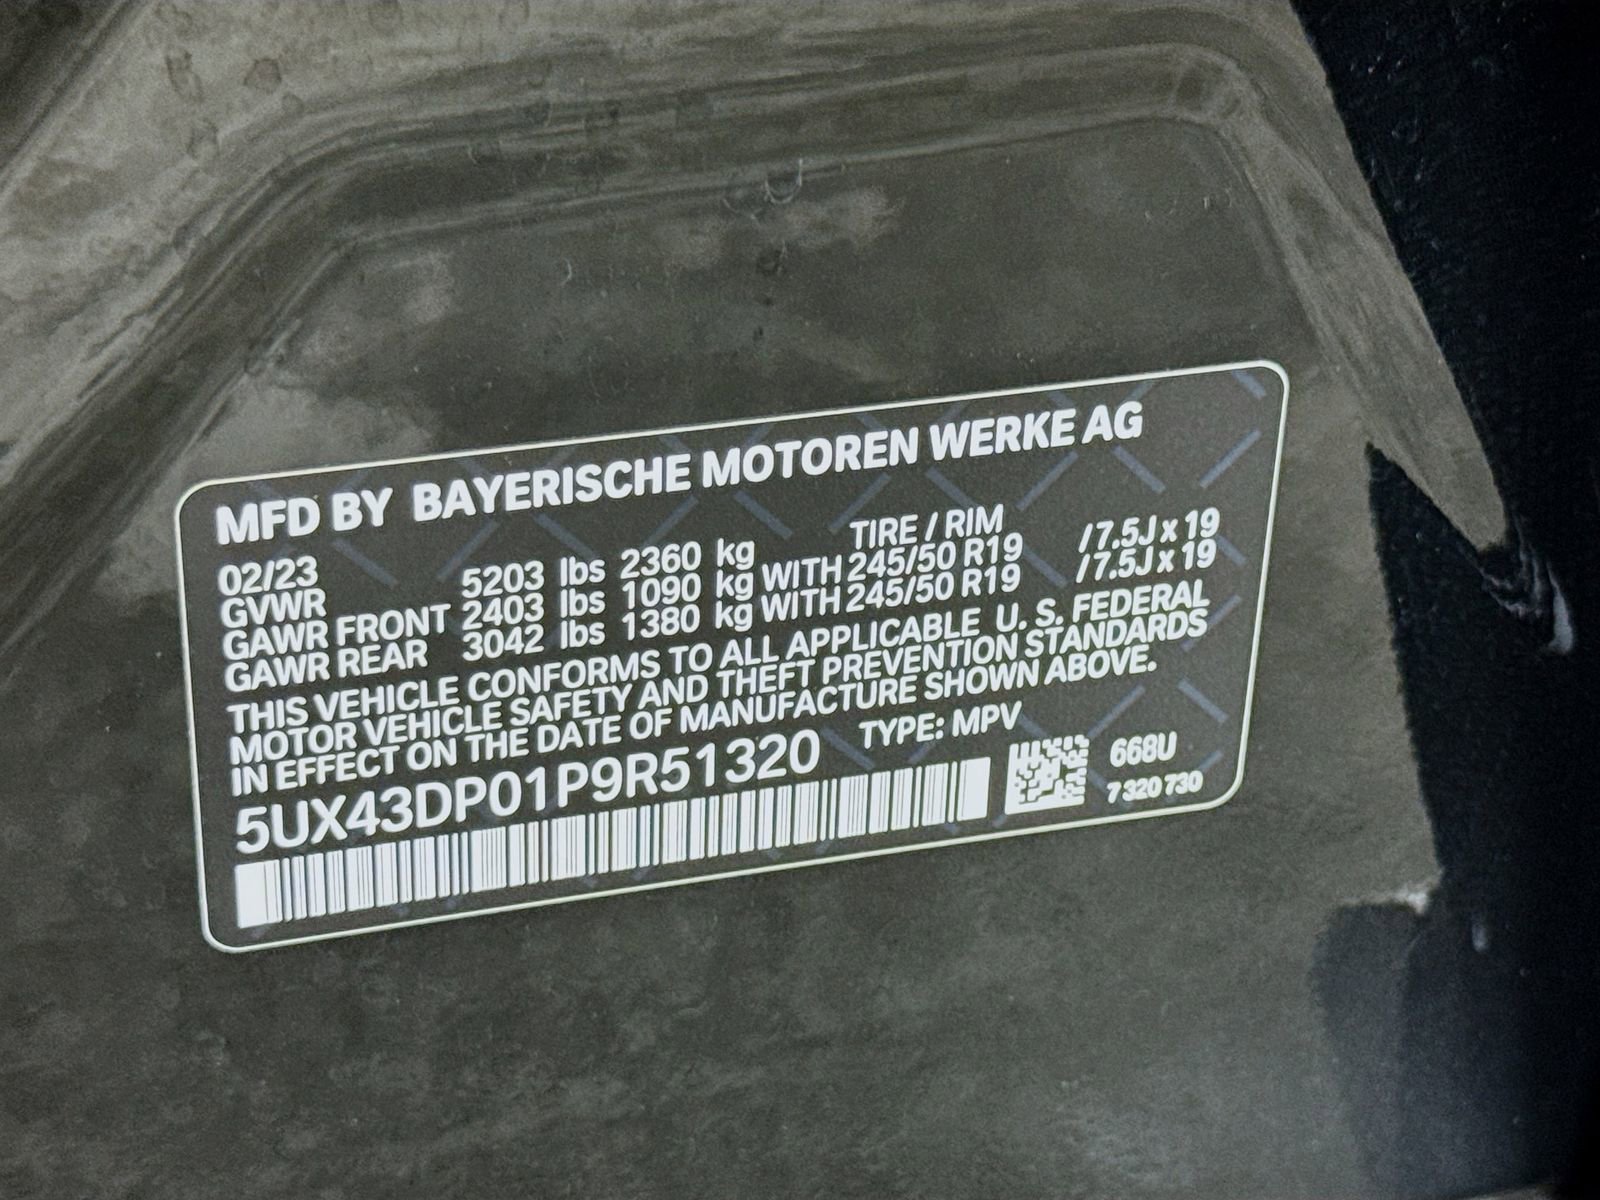 MFD BY BAYERISCHE MOTOREN WERKE AG
02/23 TIRE / RIM
GVWR 5203 lbs 2360 kg
GAWR FRONT 2403 lbs 1090 kg WITH 245/50 R19 / 7.5J x 19
GAWR REAR 3042 lbs 1380 kg WITH 245/50 R19 / 7.5J x 19
THIS VEHICLE CONFORMS TO ALL APPLICABLE U. S. FEDERAL
MOTOR VEHICLE SAFETY AND THEFT PREVENTION STANDARDS
IN EFFECT ON THE DATE OF MANUFACTURE SHOWN ABOVE.
5UX43DP01P9R51320 TYPE: MPV
668U
7 320 730